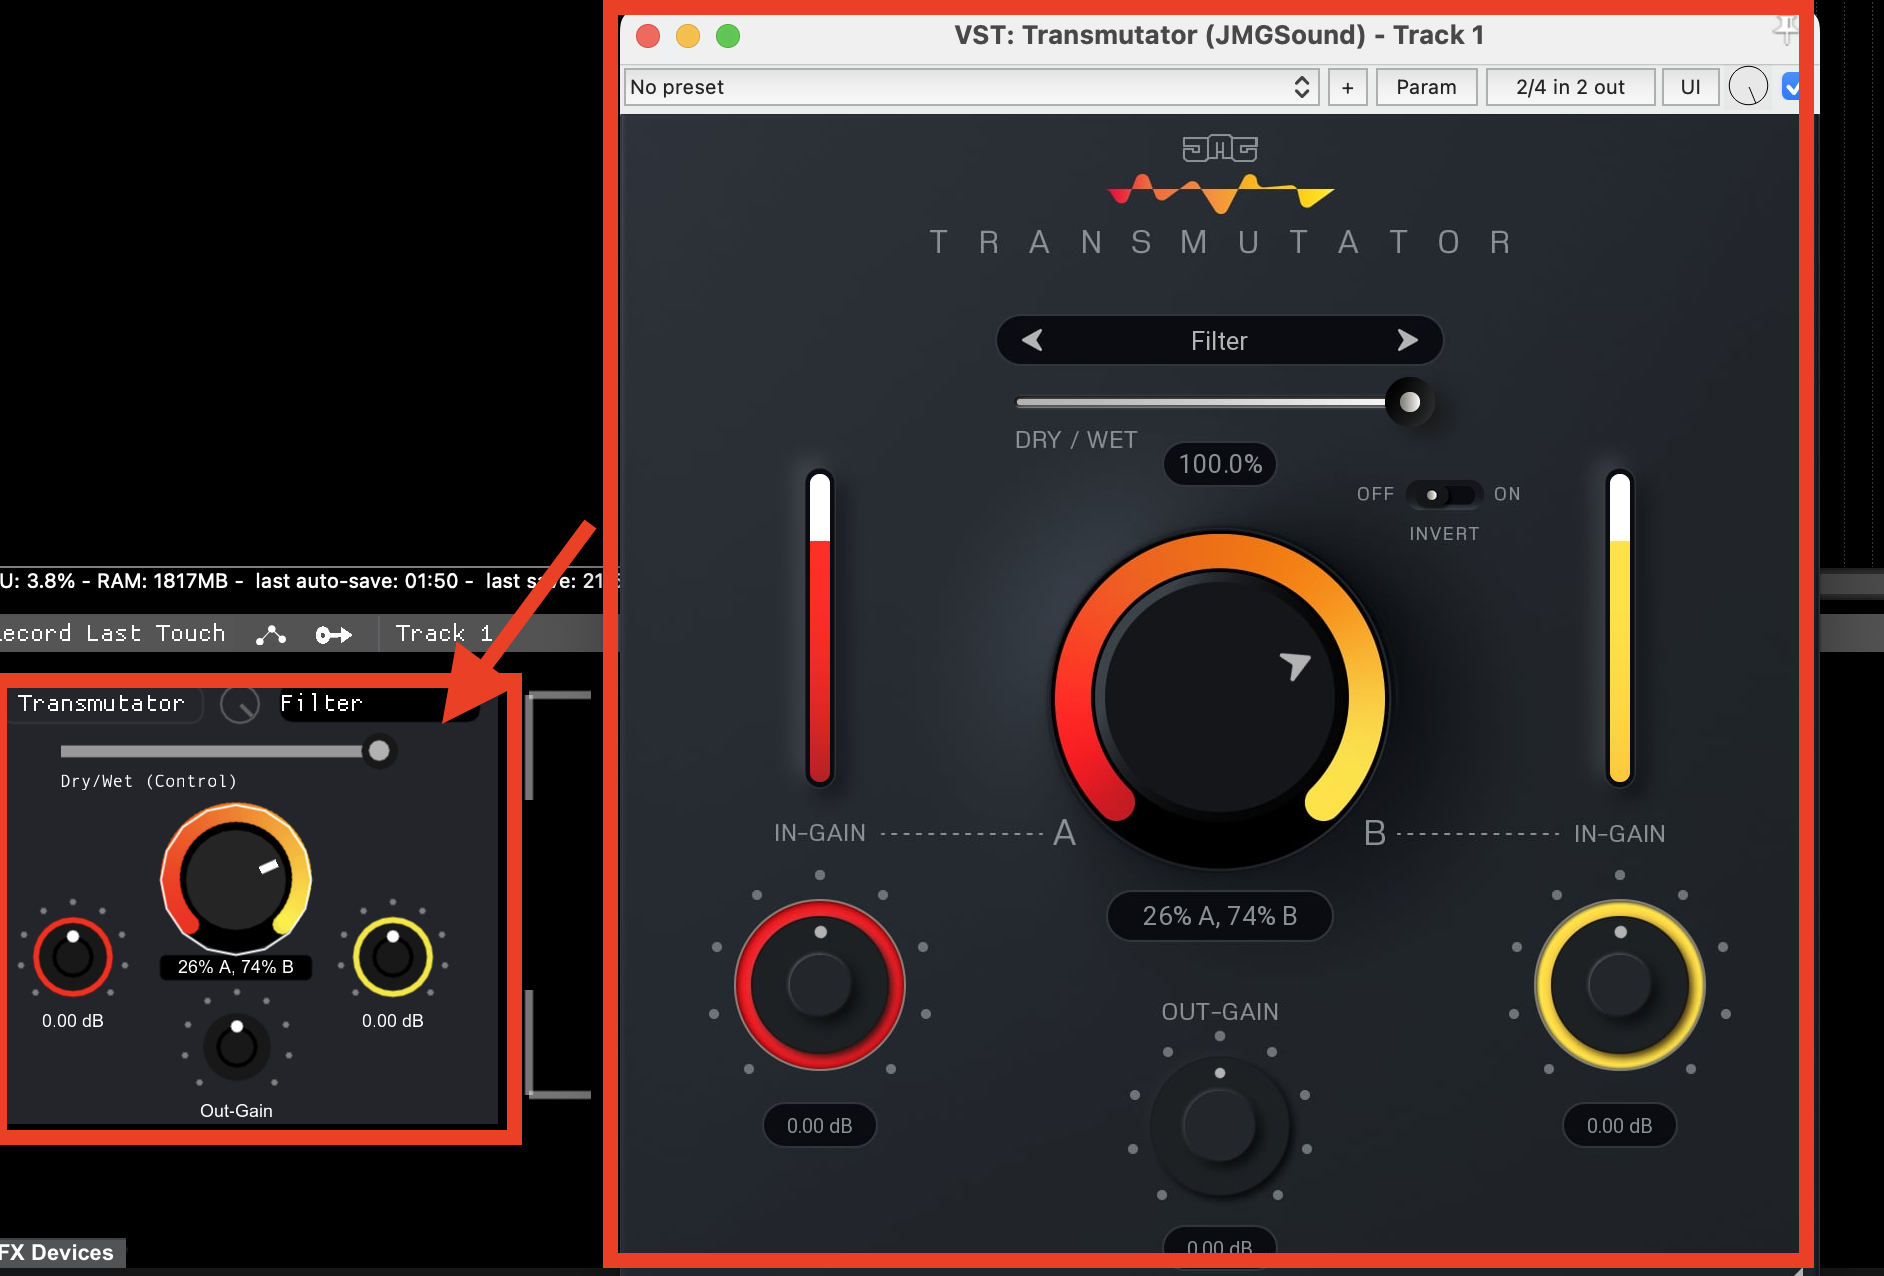 VST: Transmutator (JMGSound) - Track 1
No preset
+
Param
2/4 in 2 out
UI
JMG
TRANSMUTATOR
Filter
DRY / WET
100.0%
OFF
ON
INVERT
IN-GAIN
A
B
IN-GAIN
26% A, 74% B
OUT-GAIN
0.00 dB
0.00 dB
0.00 dB
U: 3.8% - RAM: 1817MB - last auto-save: 01:50 - last save: 21
ecord Last Touch
Track 1
Transmutator
Filter
Dry/Wet (Control)
26% A, 74% B
0.00 dB
0.00 dB
Out-Gain
FX Devices